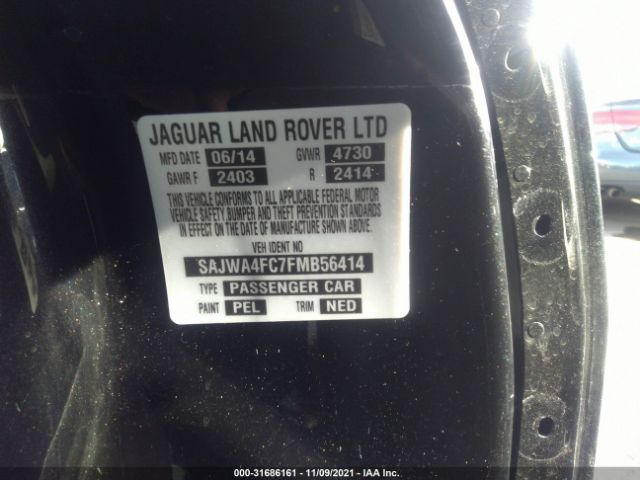 JAGUAR LAND ROVER LTD
MFD DATE 06/14 GVWR 4730
GAWR F 2403 R 2414
THIS VEHICLE CONFORMS TO ALL APPLICABLE FEDERAL MOTOR
VEHICLE SAFETY, BUMPER AND THEFT PREVENTION STANDARDS
IN EFFECT ON THE DATE OF MANUFACTURE SHOWN ABOVE.
VEH IDENT NO
SAJWA4FC7FMB56414
TYPE PASSENGER CAR
PAINT PEL TRIM NED
000-31686161 - 11/09/2021 - IAA Inc.